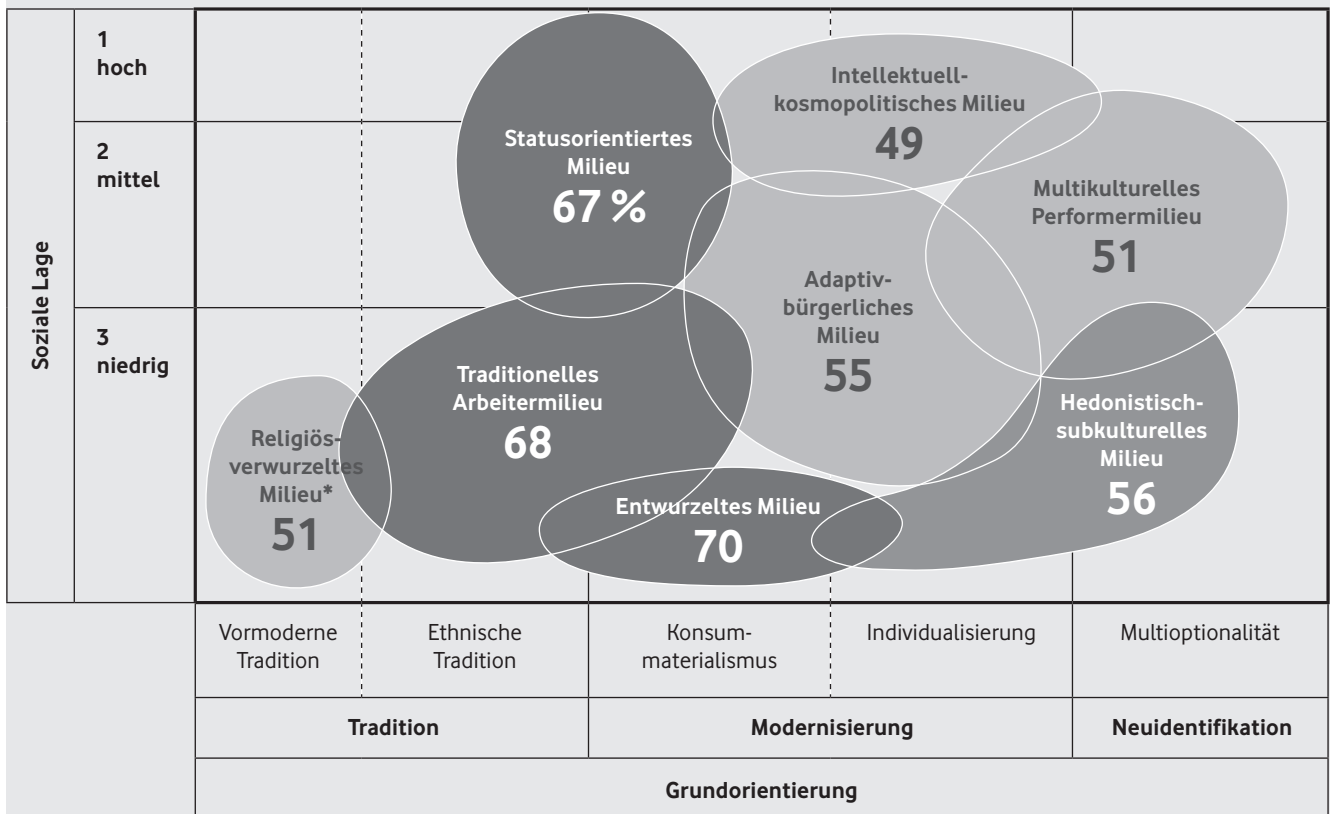 1
hoch
2
mittel
3
niedrig
Soziale Lage
Statusorientiertes
Milieu
67 %
Intellektuell-
kosmopolitisches Milieu
49
Multikulturelles
Performermilieu
51
Adaptiv-
bürgerliches
Milieu
55
Traditionelles
Arbeitermilieu
68
Religiös-
verwurzeltes
Milieu*
51
Entwurzeltes Milieu
70
Hedonistisch-
subkulturelles
Milieu
56
Vormoderne
Tradition
Ethnische
Tradition
Konsum-
materialismus
Individualisierung
Multioptionalität
Tradition
Modernisierung
Neuidentifikation
Grundorientierung